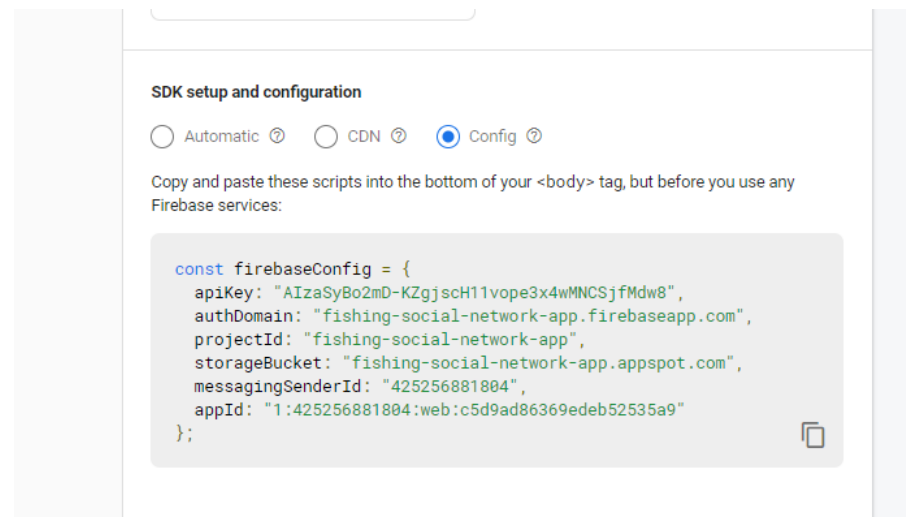 SDK setup and configuration
Automatic CDN Config
Copy and paste these scripts into the bottom of your <body> tag, but before you use any
Firebase services:
const firebaseConfig = {
  apiKey: "AIzaSyBo2mD-KZgjscH11vope3x4wMNCSjfMdw8",
  authDomain: "fishing-social-network-app.firebaseapp.com",
  projectId: "fishing-social-network-app",
  storageBucket: "fishing-social-network-app.appspot.com",
  messagingSenderId: "425256881804",
  appId: "1:425256881804:web:c5d9ad86369edeb52535a9"
};